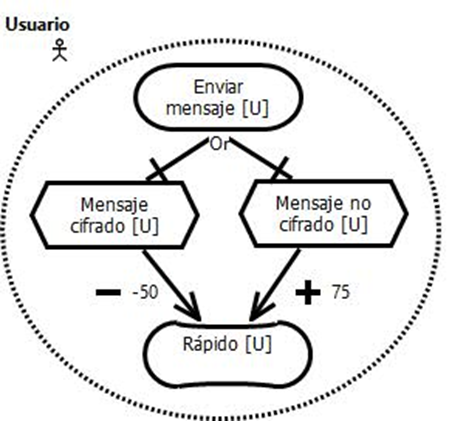 Usuario
Enviar
mensaje [U]
Or
Mensaje
cifrado [U]
Mensaje no
cifrado [U]
-50
75
Rápido [U]